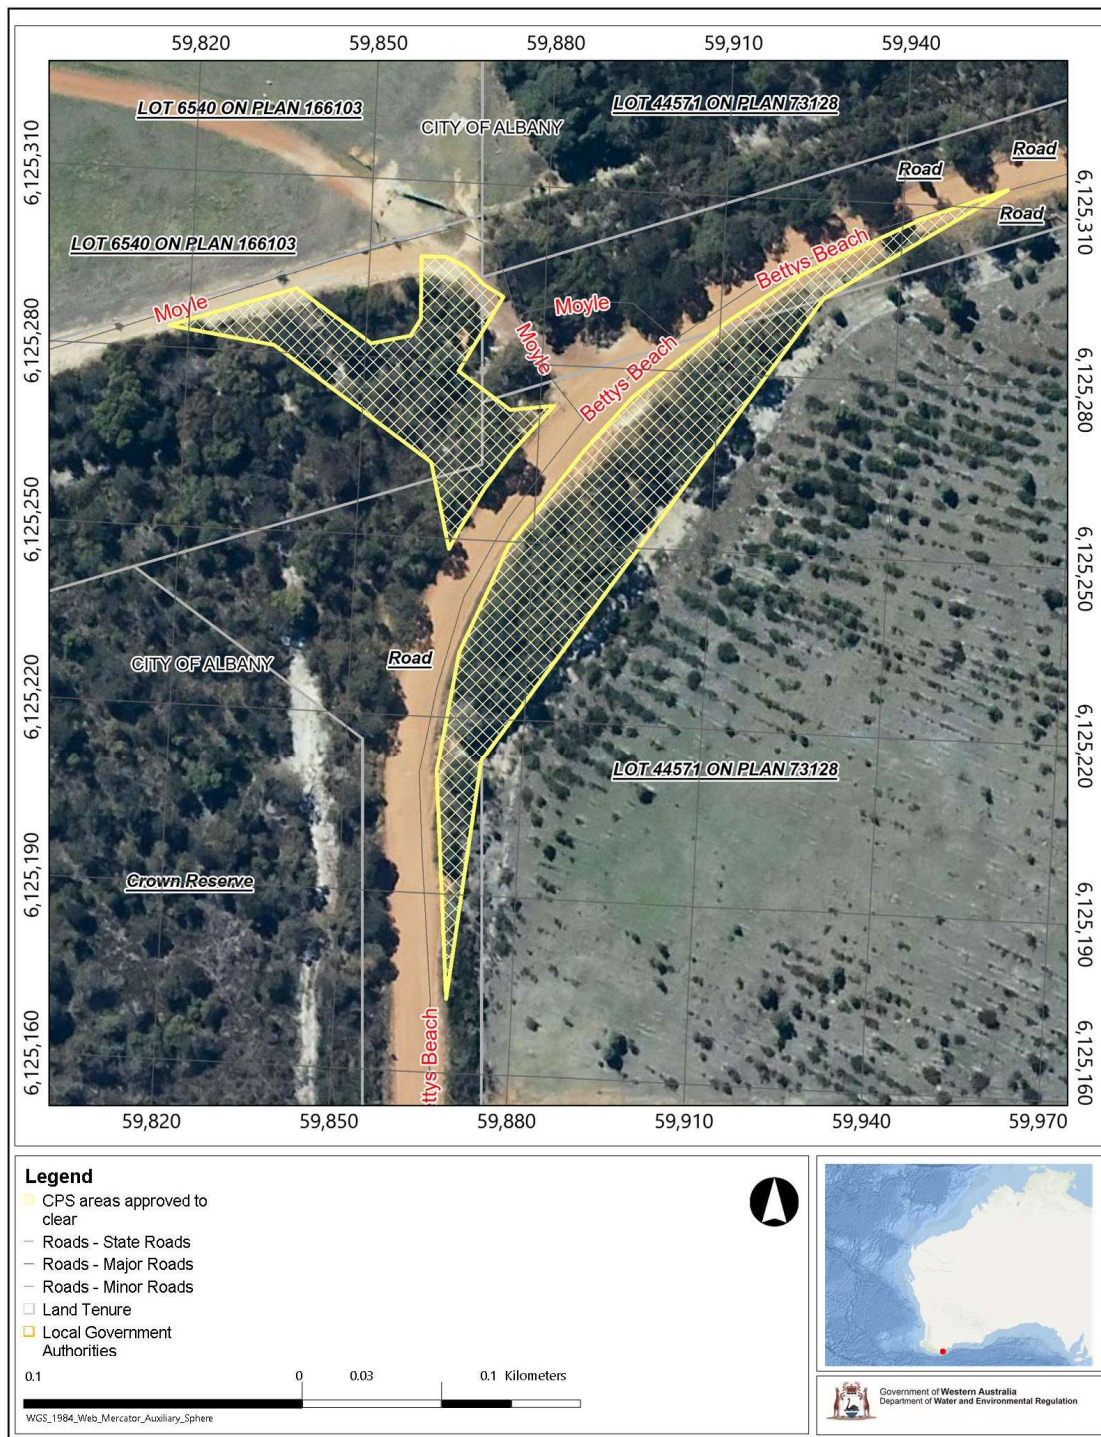 59,820 59,850 59,880 59,910 59,940
LOT 6540 ON PLAN 166103
LOT 44571 ON PLAN 73128
CITY OF ALBANY
Road
Road
6,125,310
6,125,310
Road
LOT 6540 ON PLAN 166103
Bettys Beach
Moyle
Moyle
Moyle
6,125,280
6,125,280
Bettys Beach
6,125,250
6,125,250
CITY OF ALBANY
Road
6,125,220
6,125,220
LOT 44571 ON PLAN 73128
Crown Reserve
6,125,190
6,125,190
6,125,160
6,125,160
ttys Beach
59,820 59,850 59,880 59,910 59,940 59,970
Legend
CPS areas approved to
clear
Roads - State Roads
Roads - Major Roads
Roads - Minor Roads
Land Tenure
Local Government
Authorities
0.1 0 0.03 0.1 Kilometers
WGS_1984_Web_Mercator_Auxiliary_Sphere
Government of Western Australia
Department of Water and Environmental Regulation